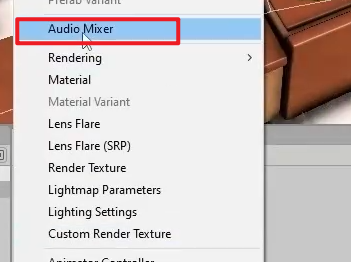 Prefab Variant
Audio Mixer
Rendering
Material
Material Variant
Lens Flare
Lens Flare (SRP)
Render Texture
Lightmap Parameters
Lighting Settings
Custom Render Texture
Animator Controller